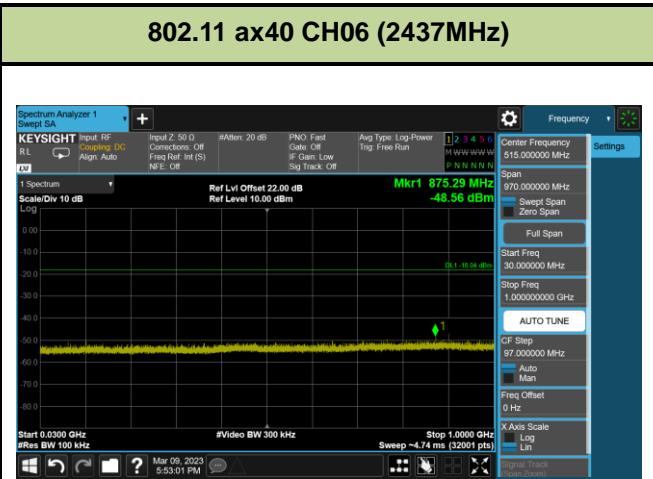 802.11 ax40 CH06 (2437MHz)
Spectrum Analyzer 1
Swept SA
+
Frequency
KEYSIGHT
RL
LXI
Input: RF
Coupling: DC
Align: Auto
Input Z: 50 Ω
Corrections: Off
Freq Ref: Int (S)
NFE: Off
#Atten: 20 dB
PNO: Fast
Gate: Off
IF Gain: Low
Sig Track: Off
Avg Type: Log-Power
Trig: Free Run
1 2 3 4 5 6
M W W W W W
P N N N N N
1 Spectrum
Scale/Div 10 dB
Log
Ref Lvl Offset 22.00 dB
Ref Level 10.00 dBm
Mkr1 875.29 MHz
-48.56 dBm
0.00
-10.0
-20.0
-30.0
-40.0
-50.0
-60.0
-70.0
-80.0
DL1 -18.04 dBm
1
Start 0.0300 GHz
#Res BW 100 kHz
#Video BW 300 kHz
Stop 1.0000 GHz
Sweep ~4.74 ms (32001 pts)
?
Mar 09, 2023
5:53:01 PM
Center Frequency
515.000000 MHz
Settings
Span
970.000000 MHz
Swept Span
Zero Span
Full Span
Start Freq
30.000000 MHz
Stop Freq
1.000000000 GHz
AUTO TUNE
CF Step
97.000000 MHz
Auto
Man
Freq Offset
0 Hz
X Axis Scale
Log
Lin
Signal Track
(Span Zoom)